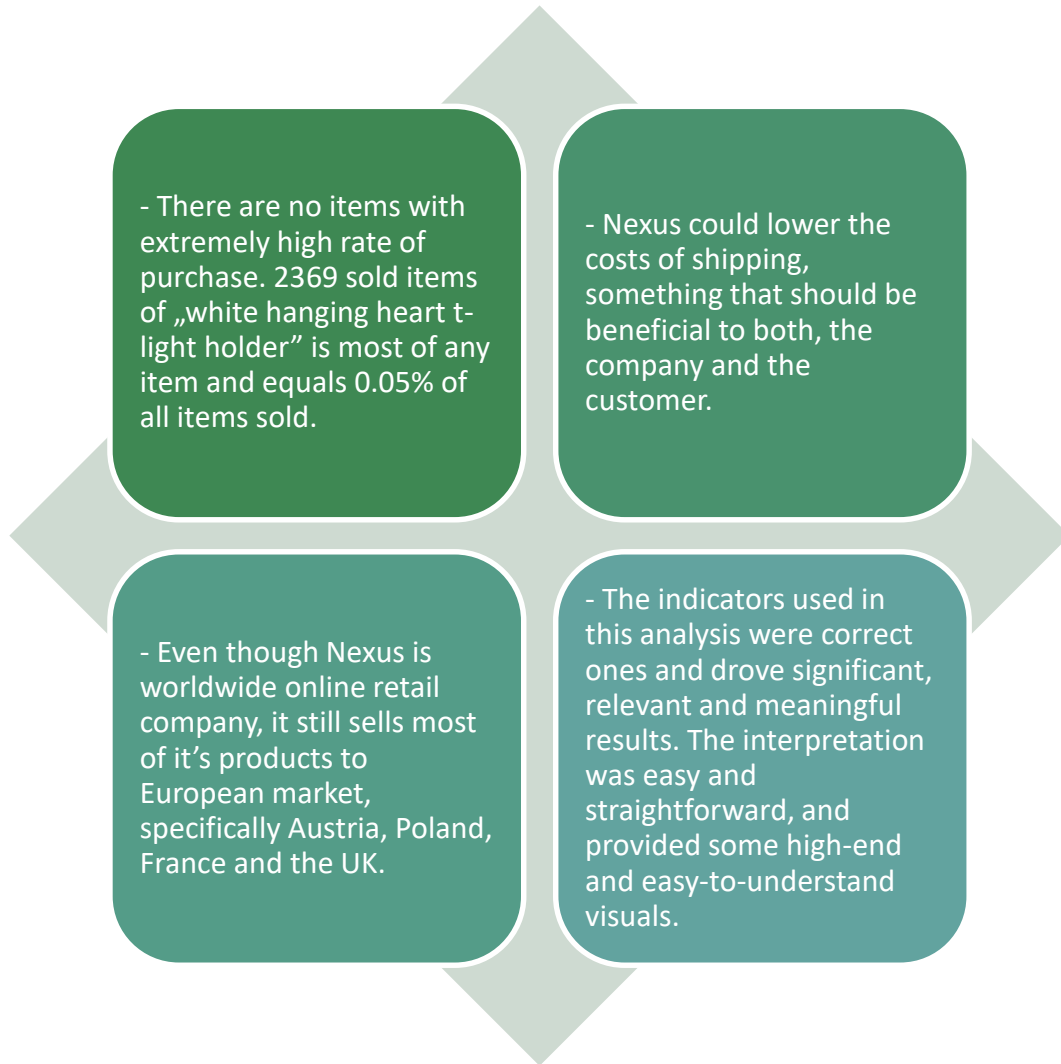 - There are no items with
extremely high rate of
purchase. 2369 sold items
of „white hanging heart t-
light holder” is most of any
item and equals 0.05% of
all items sold.
- Nexus could lower the
costs of shipping,
something that should be
beneficial to both, the
company and the
customer.
- Even though Nexus is
worldwide online retail
company, it still sells most
of it’s products to
European market,
specifically Austria, Poland,
France and the UK.
- The indicators used in
this analysis were correct
ones and drove significant,
relevant and meaningful
results. The interpretation
was easy and
straightforward, and
provided some high-end
and easy-to-understand
visuals.